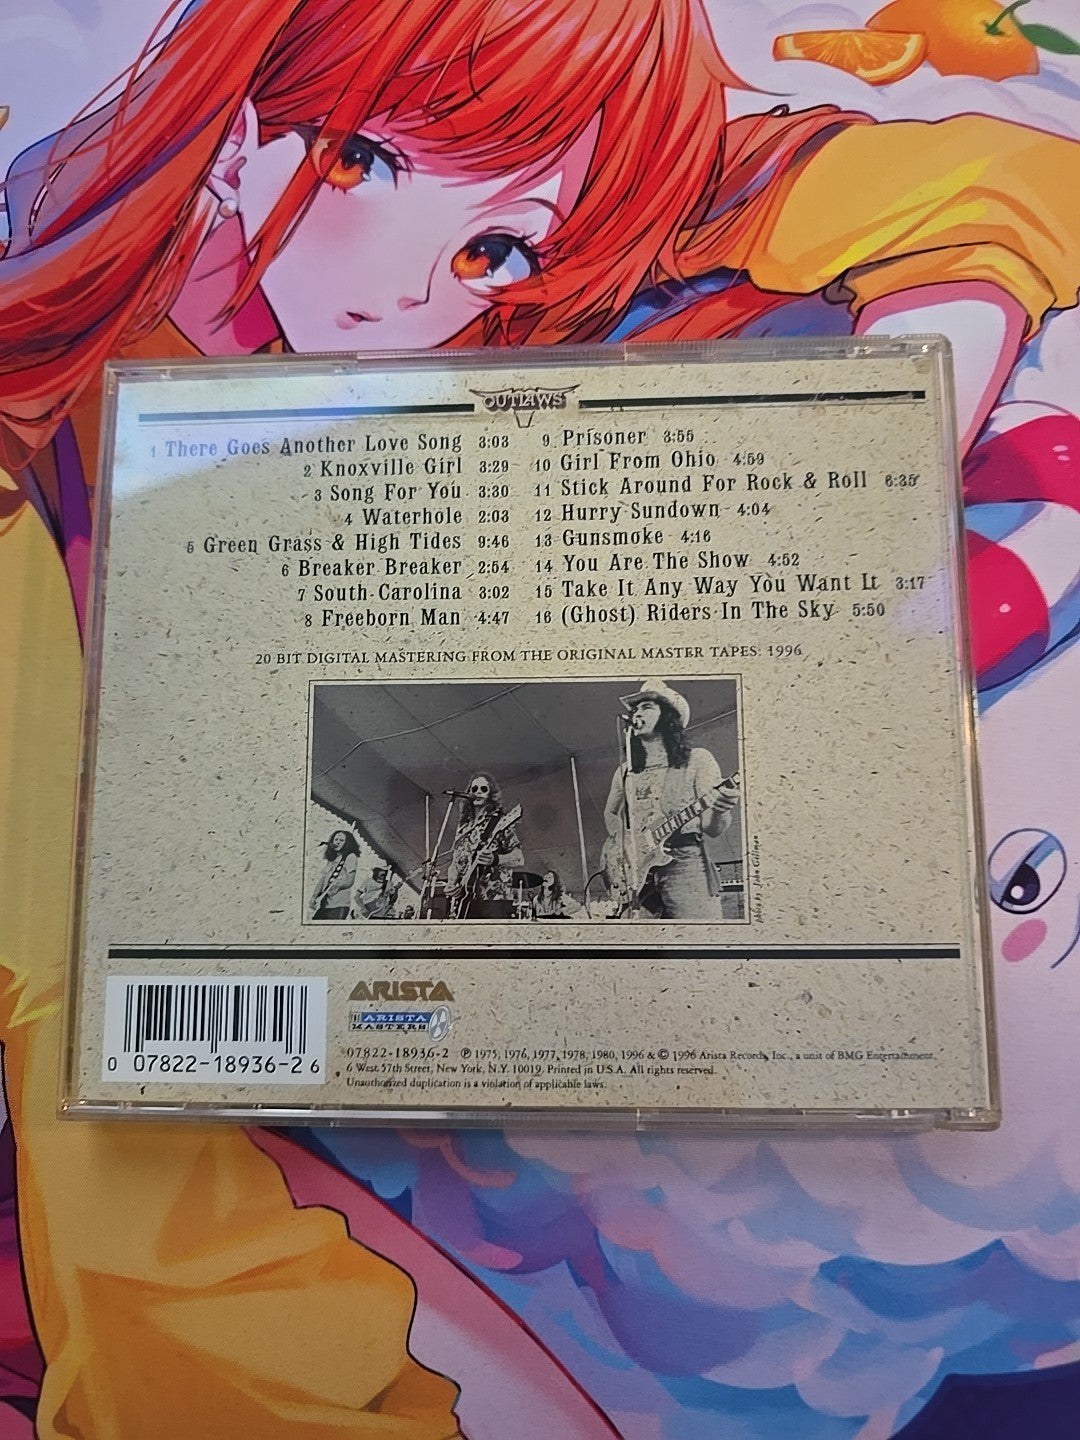 OUTLAWS
1 There Goes Another Love Song 3:03
2 Knoxville Girl 3:29
3 Song For You 3:30
4 Waterhole 2:03
5 Green Grass & High Tides 9:46
6 Breaker Breaker 2:54
7 South Carolina 3:02
8 Freeborn Man 4:47
9 Prisoner 3:55
10 Girl From Ohio 4:59
11 Stick Around For Rock & Roll 6:35
12 Hurry Sundown 4:04
13 Gunsmoke 4:16
14 You Are The Show 4:52
15 Take It Any Way You Want It 3:17
16 (Ghost) Riders In The Sky 5:50
20 BIT DIGITAL MASTERING FROM THE ORIGINAL MASTER TAPES: 1996
photo by John Gellman
ARISTA
THE ARISTA
MASTERS
0 07822-18936-2 6
07822-18936-2 ℗ 1975, 1976, 1977, 1978, 1980, 1996 & © 1996 Arista Records, Inc., a unit of BMG Entertainment,
6 West 57th Street, New York, N.Y. 10019. Printed in U.S.A. All rights reserved.
Unauthorized duplication is a violation of applicable laws.